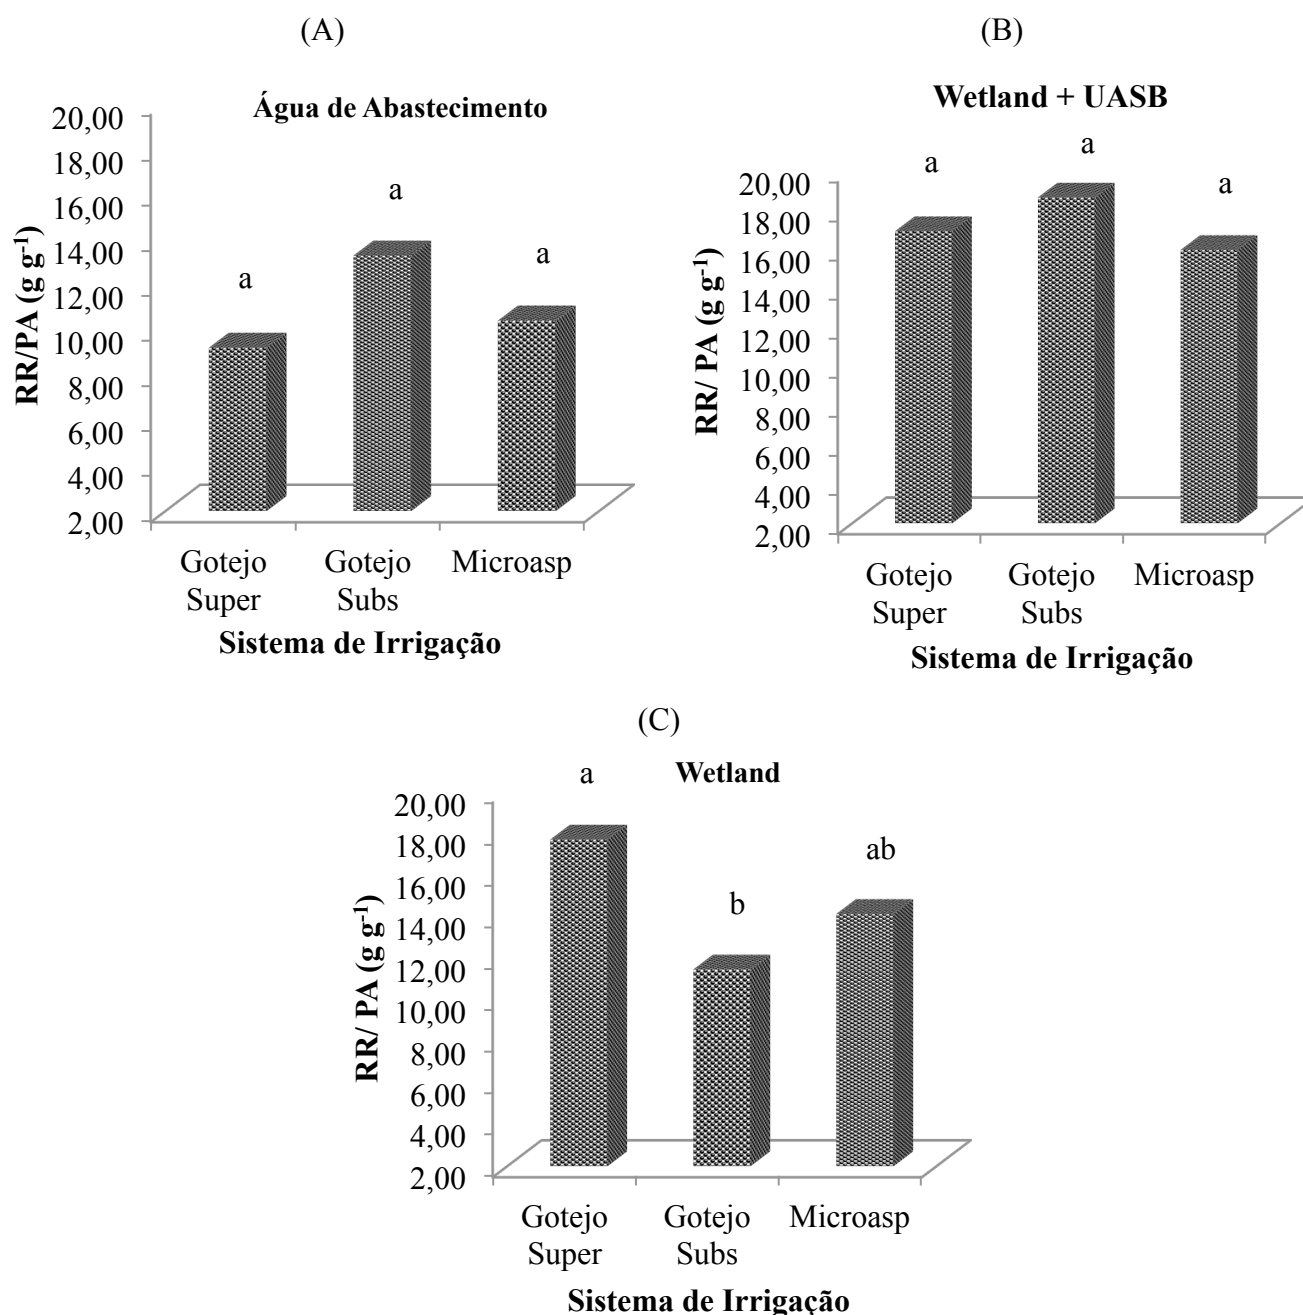 (A)
Água de Abastecimento
RR/PA (g g-1)
20,00
18,00
16,00
14,00
12,00
10,00
8,00
6,00
4,00
2,00
a
a
a
Gotejo Super
Gotejo Subs
Microasp
Sistema de Irrigação
(B)
Wetland + UASB
RR/ PA (g g-1)
20,00
18,00
16,00
14,00
12,00
10,00
8,00
6,00
4,00
2,00
a
a
a
Gotejo Super
Gotejo Subs
Microasp
Sistema de Irrigação
(C)
Wetland
RR/ PA (g g-1)
20,00
18,00
16,00
14,00
12,00
10,00
8,00
6,00
4,00
2,00
a
b
ab
Gotejo Super
Gotejo Subs
Microasp
Sistema de Irrigação